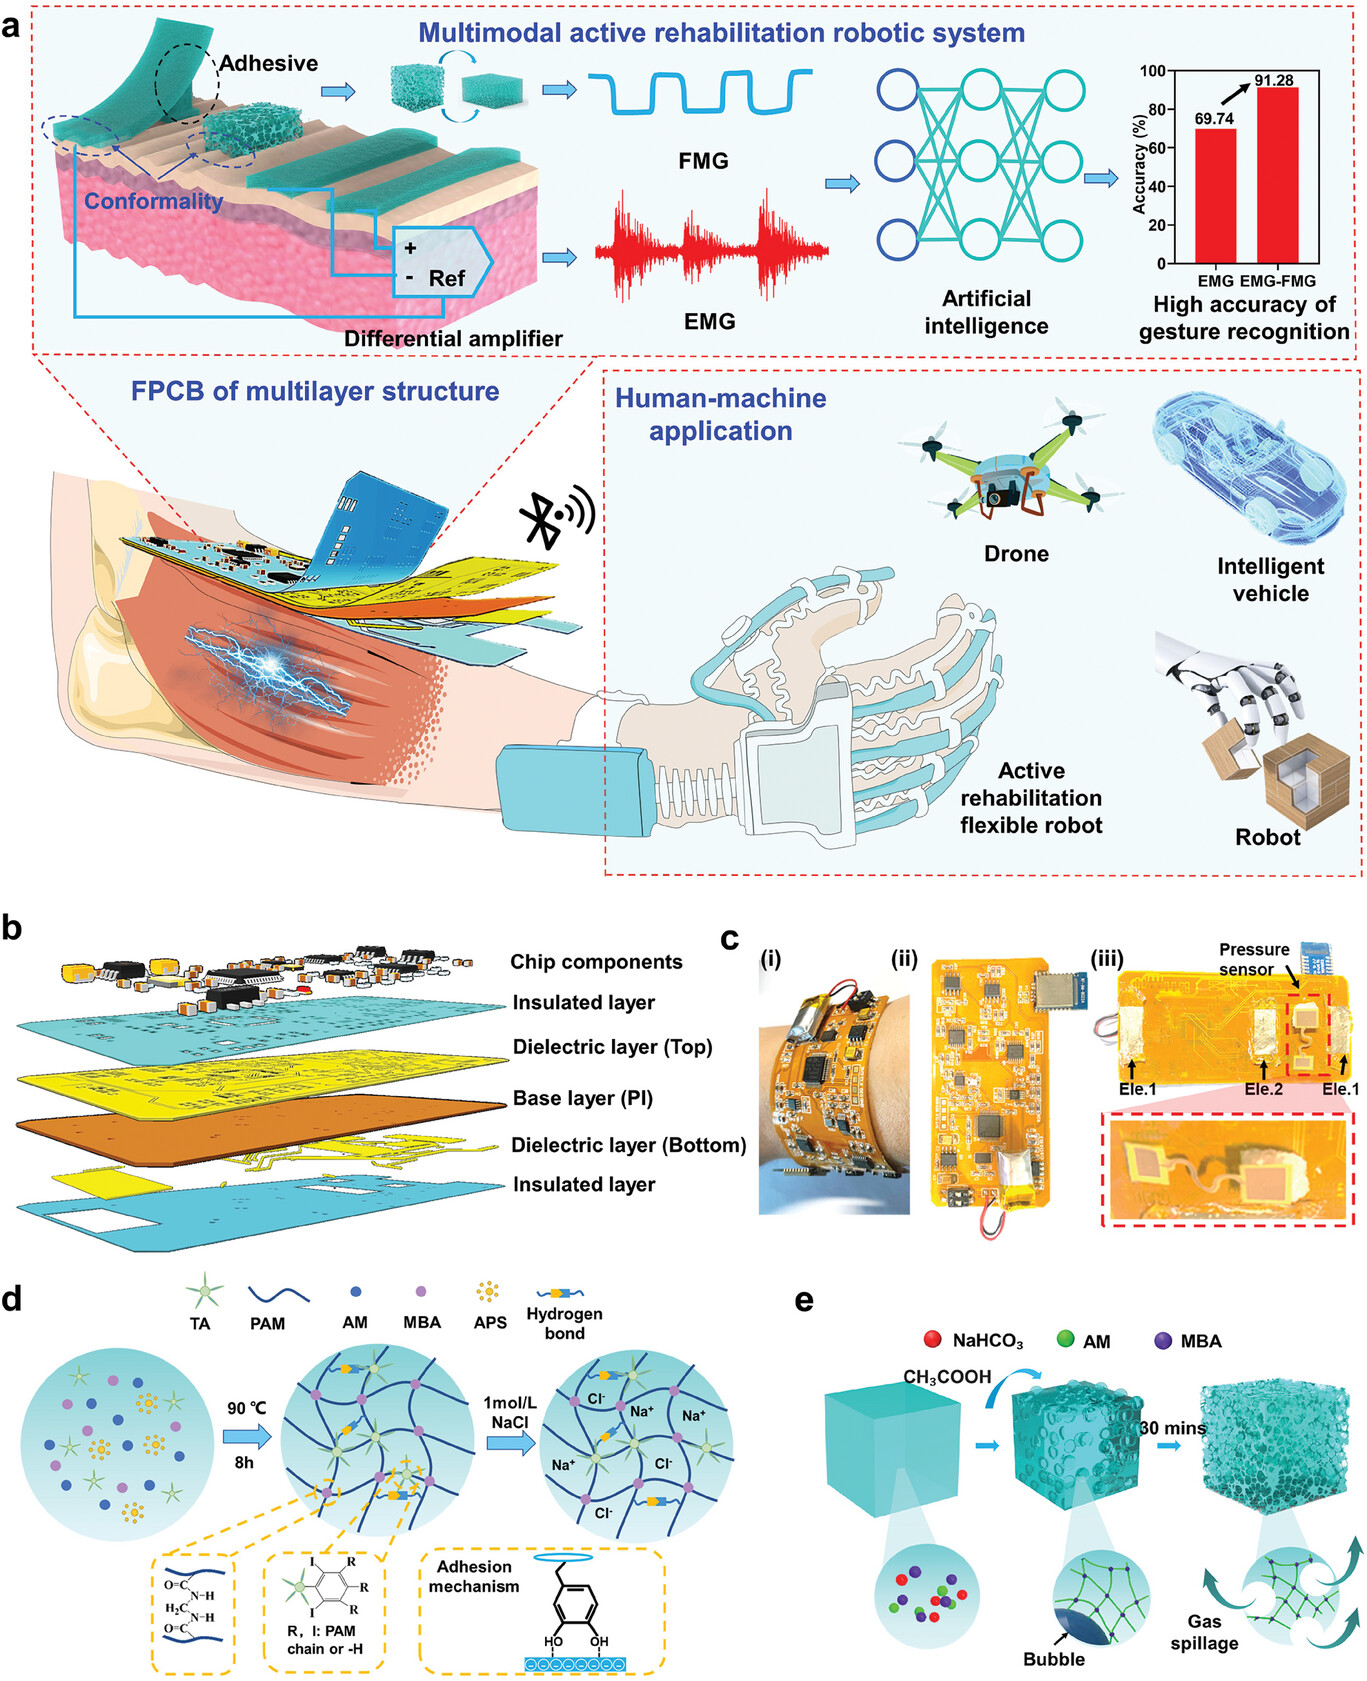 a
Multimodal active rehabilitation robotic system
Adhesive
Conformality
+
-
Ref
Differential amplifier
FMG
EMG
Artificial
intelligence
Accuracy (%)
100
80
60
40
20
0
69.74
91.28
EMG EMG-FMG
High accuracy of
gesture recognition
FPCB of multilayer structure
Human-machine
application
Drone
Intelligent
vehicle
Active
rehabilitation
flexible robot
Robot
b
Chip components
Insulated layer
Dielectric layer (Top)
Base layer (PI)
Dielectric layer (Bottom)
Insulated layer
c
(i)
(ii)
(iii)
Pressure
sensor
Ele.1
Ele.2
Ele.1
d
TA
PAM
AM
MBA
APS
Hydrogen
bond
90 ℃
8h
1mol/L
NaCl
Cl⁻
Na⁺
Na⁺
Na⁺
Cl⁻
Cl⁻
O=C
N-H
H₂C
N-H
O=C
I
R
R
I
R
R, I: PAM
chain or -H
Adhesion
mechanism
HO
OH
e
NaHCO₃
AM
MBA
CH₃COOH
30 mins
Bubble
Gas
spillage